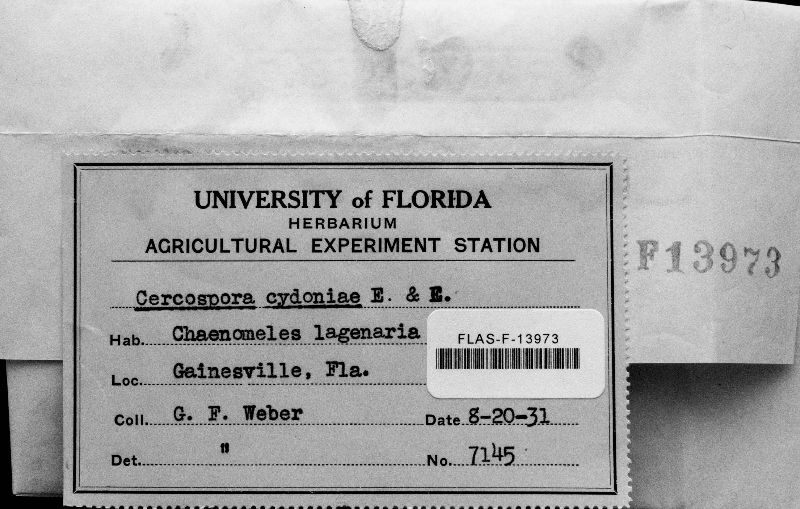 UNIVERSITY of FLORIDA
HERBARIUM
AGRICULTURAL EXPERIMENT STATION
F13973
Cercospora cydoniae E. & E.
Hab. Chaenomeles lagenaria
FLAS-F-13973
Loc. Gainesville, Fla.
Coll. G. F. Weber Date 8-20-31
Det. " No. 7145